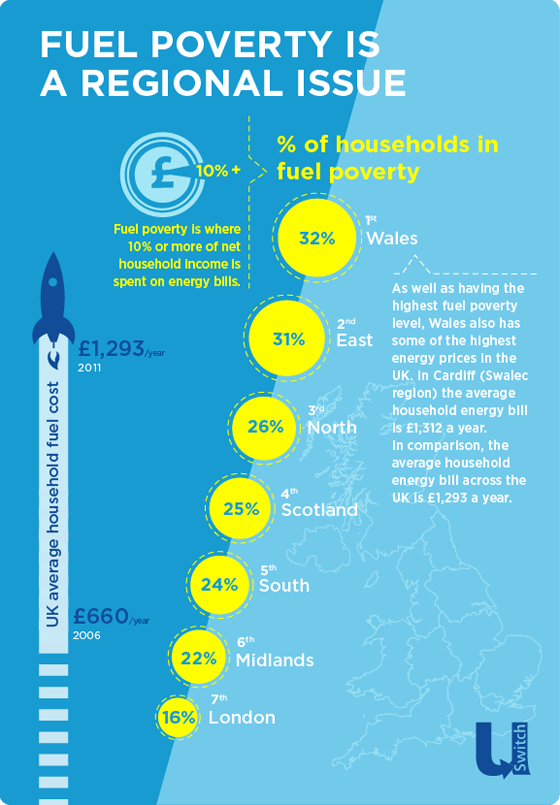 FUEL POVERTY IS
A REGIONAL ISSUE
£
10% +
Fuel poverty is where
10% or more of net
household income is
spent on energy bills.
% of households in
fuel poverty
32%
1st
Wales
31%
2nd
East
26%
3rd
North
25%
4th
Scotland
24%
5th
South
22%
6th
Midlands
16%
7th
London
As well as having the
highest fuel poverty
level, Wales also has
some of the highest
energy prices in the
UK. In Cardiff (Swalec
region) the average
household energy bill
is £1,312 a year.
In comparison, the
average household
energy bill across the
UK is £1,293 a year.
UK average household fuel cost
£1,293/year
2011
£660/year
2006
U
Switch